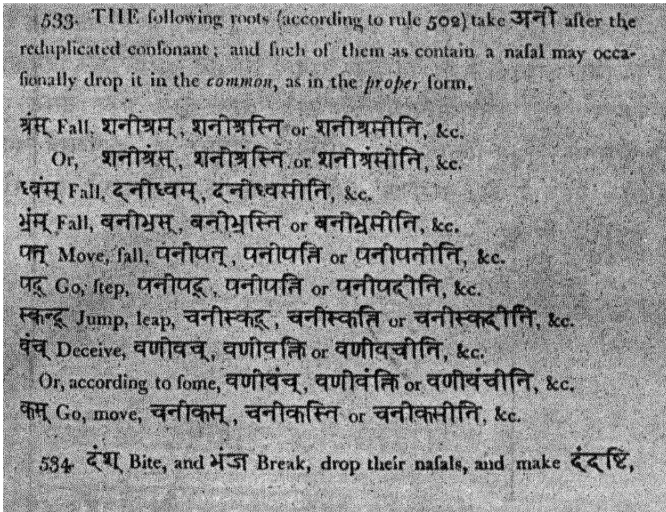 533. THE following roots (according to rule 502) take अनी after the
reduplicated conſonant ; and ſuch of them as contain a naſal may occa-
ſionally drop it in the common, as in the proper form.
श्रंस् Fall, शनीश्रस् , शनीश्रस्ति or शनीश्रसीति, &c.
Or, शनीश्रंस् , शनीश्रंस्ति or शनीश्रंसीति, &c.
ध्वंस् Fall, दनीध्वस् , दनीध्वसीति, &c.
भ्रंस् Fall, बनीभ्रस् , बनीभ्रस्ति or बनीभ्रसीति, &c.
पत् Move, fall, पनीपत् , पनीपत्ति or पनीपतीति, &c.
पद् Go, ſtep, पनीपद् , पनीपत्ति or पनीपदीति, &c.
स्कन्द् Jump, leap, चनीस्कद् , चनीस्कत्ति or चनीस्कदीति, &c.
वंच् Deceive, वणीवच् , वणीवक्ति or वणीवचीति, &c.
Or, according to ſome, वणीवंच् , वणीवंक्ति or वणीवंचीति, &c.
कस् Go, move, चनीकस् , चनीकस्ति or चनीकसीति, &c.
534. दंश् Bite, and भंज Break, drop their naſals, and make दंदष्टि,